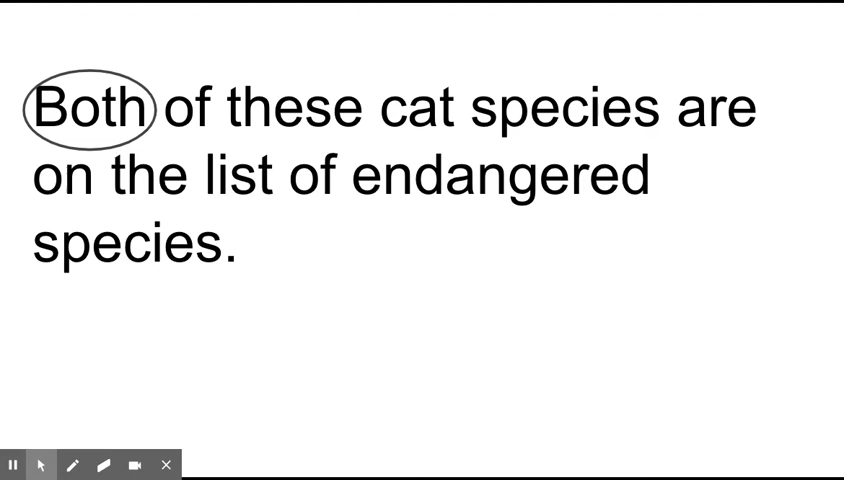 Both of these cat species are
on the list of endangered
species.